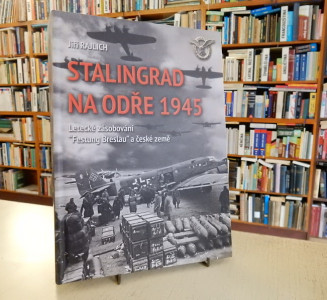 Jiří RAJLICH
STALINGRAD
NA ODŘE 1945
Letecké zásobování
"Festung Breslau" a české země